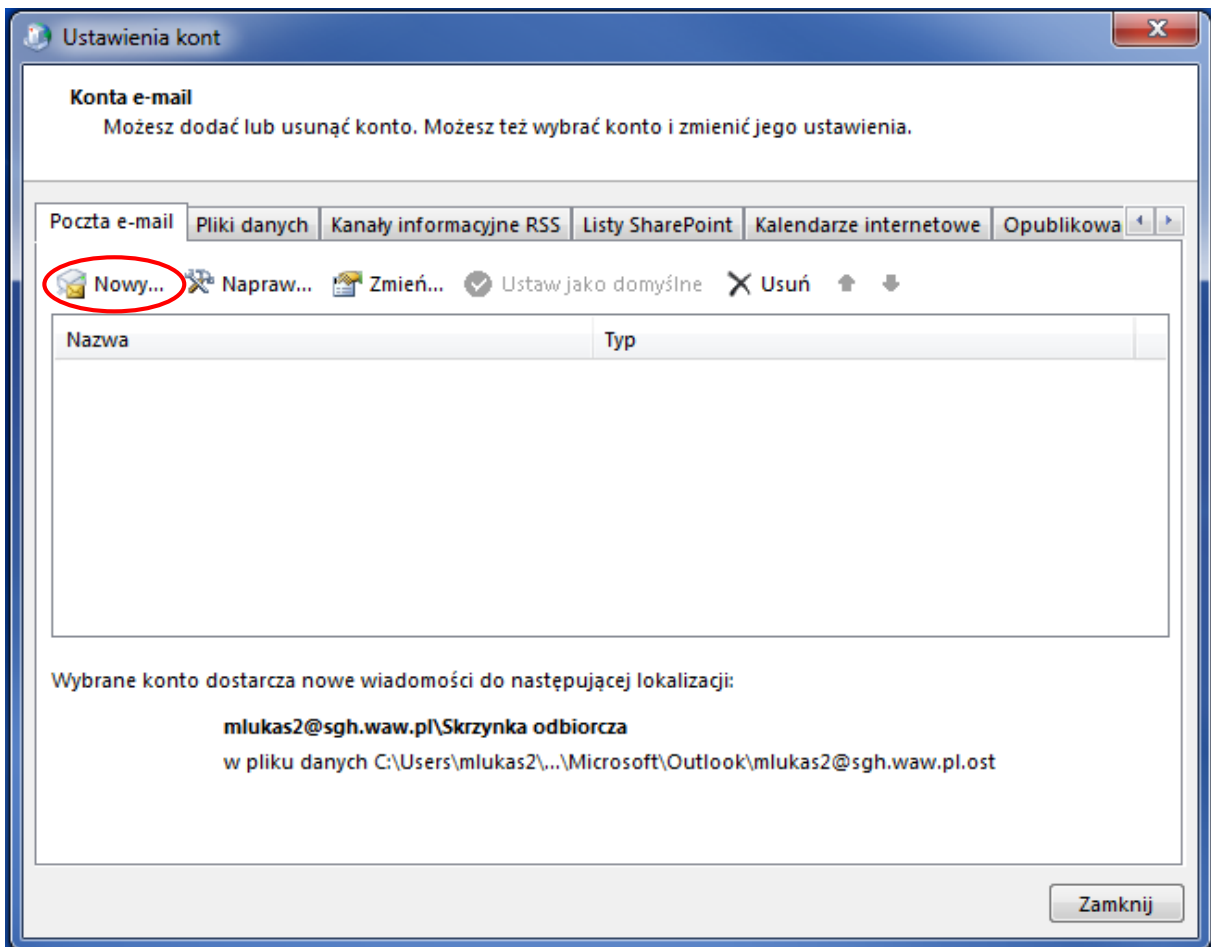 Ustawienia kont
Konta e-mail
Możesz dodać lub usunąć konto. Możesz też wybrać konto i zmienić jego ustawienia.
Poczta e-mail Pliki danych Kanały informacyjne RSS Listy SharePoint Kalendarze internetowe Opublikowa
Nowy... Napraw... Zmień... Ustaw jako domyślne Usuń
Nazwa Typ
Wybrane konto dostarcza nowe wiadomości do następującej lokalizacji:
mlukas2@sgh.waw.pl\Skrzynka odbiorcza
w pliku danych C:\Users\mlukas2\...\Microsoft\Outlook\mlukas2@sgh.waw.pl.ost
Zamknij